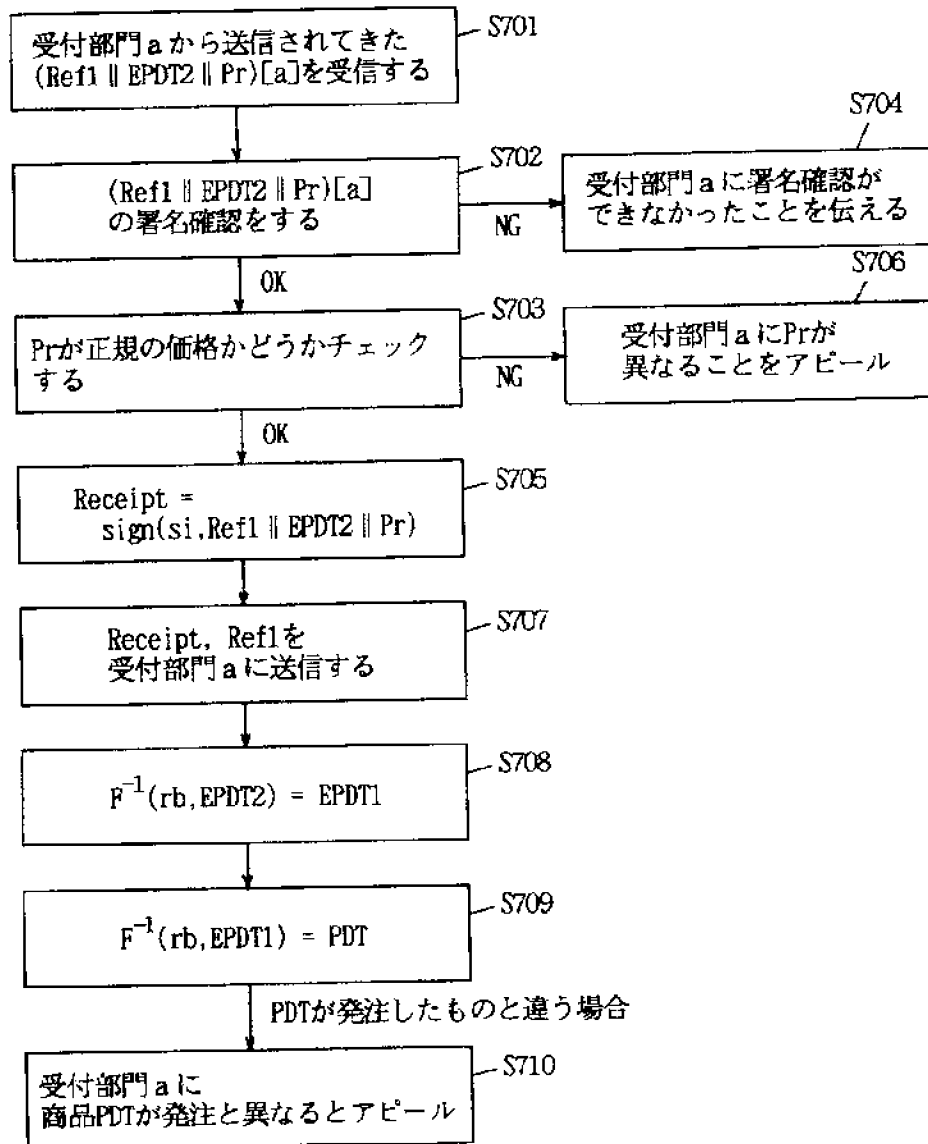 受付部門aから送信されてきた
(Ref1‖EPDT2‖Pr)[a]を受信する
S701
(Ref1‖EPDT2‖Pr)[a]
の署名確認をする
S702
NG
受付部門aに署名確認が
できなかったことを伝える
S704
OK
Prが正規の価格かどうかチェック
する
S703
NG
受付部門aにPrが
異なることをアピール
S706
OK
Receipt =
sign(si,Ref1‖EPDT2‖Pr)
S705
Receipt, Ref1を
受付部門aに送信する
S707
F⁻¹(rb,EPDT2) = EPDT1
S708
F⁻¹(rb,EPDT1) = PDT
S709
PDTが発注したものと違う場合
受付部門aに
商品PDTが発注と異なるとアピール
S710